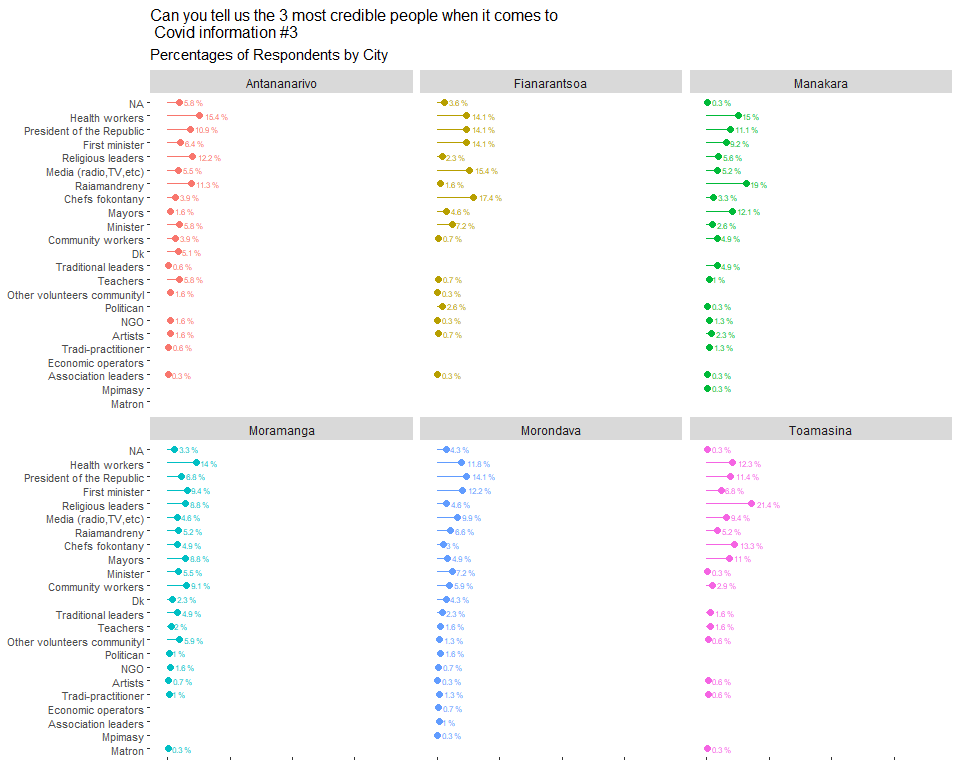 Can you tell us the 3 most credible people when it comes to
Covid information #3
Percentages of Respondents by City
Antananarivo
Fianarantsoa
Manakara
NA 5.8 % 3.6 % 0.3 %
Health workers 15.4 % 14.1 % 15 %
President of the Republic 10.9 % 14.1 % 11.1 %
First minister 6.4 % 14.1 % 9.2 %
Religious leaders 12.2 % 2.3 % 5.6 %
Media (radio,TV,etc) 5.5 % 15.4 % 5.2 %
Raiamandreny 11.3 % 1.6 % 19 %
Chefs fokontany 3.9 % 17.4 % 3.3 %
Mayors 1.6 % 4.6 % 12.1 %
Minister 5.8 % 7.2 % 2.6 %
Community workers 3.9 % 0.7 % 4.9 %
Dk 5.1 %
Traditional leaders 0.6 % 4.9 %
Teachers 5.8 % 0.7 % 1 %
Other volunteers communityl 1.6 % 0.3 %
Politican 2.6 % 0.3 %
NGO 1.6 % 0.3 % 1.3 %
Artists 1.6 % 0.7 % 2.3 %
Tradi-practitioner 0.6 % 1.3 %
Economic operators
Association leaders 0.3 % 0.3 % 0.3 %
Mpimasy 0.3 %
Matron
Moramanga
Morondava
Toamasina
NA 3.3 % 4.3 % 0.3 %
Health workers 14 % 11.8 % 12.3 %
President of the Republic 6.8 % 14.1 % 11.4 %
First minister 9.4 % 12.2 % 6.8 %
Religious leaders 8.8 % 4.6 % 21.4 %
Media (radio,TV,etc) 4.6 % 9.9 % 9.4 %
Raiamandreny 5.2 % 6.6 % 5.2 %
Chefs fokontany 4.9 % 3 % 13.3 %
Mayors 8.8 % 4.9 % 11 %
Minister 5.5 % 7.2 % 0.3 %
Community workers 9.1 % 5.9 % 2.9 %
Dk 2.3 % 4.3 %
Traditional leaders 4.9 % 2.3 % 1.6 %
Teachers 2 % 1.6 % 1.6 %
Other volunteers communityl 5.9 % 1.3 % 0.6 %
Politican 1 % 1.6 %
NGO 1.6 % 0.7 %
Artists 0.7 % 0.3 % 0.6 %
Tradi-practitioner 1 % 1.3 % 0.6 %
Economic operators 0.7 %
Association leaders 1 %
Mpimasy 0.3 %
Matron 0.3 % 0.3 %